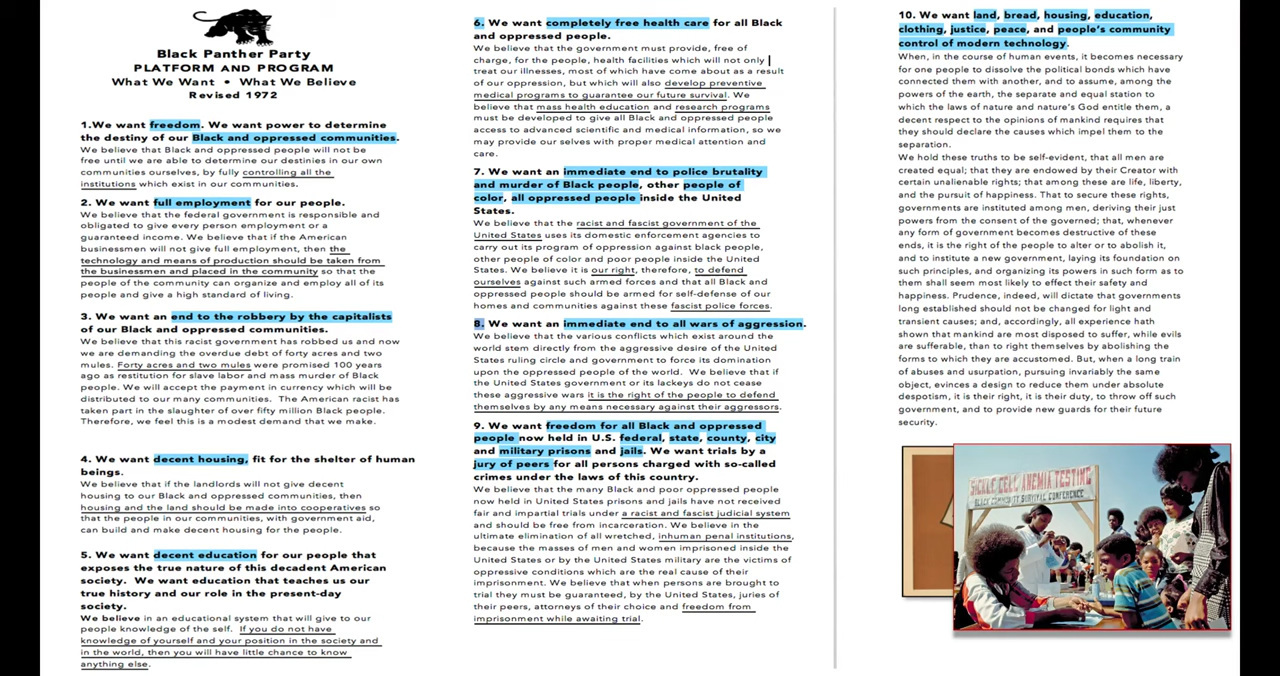 Black Panther Party
PLATFORM AND PROGRAM
What We Want • What We Believe
Revised 1972
1.We want freedom. We want power to determine
the destiny of our Black and oppressed communities.
We believe that Black and oppressed people will not be
free until we are able to determine our destinies in our own
communities ourselves, by fully controlling all the
institutions which exist in our communities.
2. We want full employment for our people.
We believe that the federal government is responsible and
obligated to give every person employment or a
guaranteed income. We believe that if the American
businessmen will not give full employment, then the
technology and means of production should be taken from
the businessmen and placed in the community so that the
people of the community can organize and employ all of its
people and give a high standard of living.
3. We want an end to the robbery by the capitalists
of our Black and oppressed communities.
We believe that this racist government has robbed us and now
we are demanding the overdue debt of forty acres and two
mules. Forty acres and two mules were promised 100 years
ago as restitution for slave labor and mass murder of Black
people. We will accept the payment in currency which will be
distributed to our many communities. The American racist has
taken part in the slaughter of over fifty million Black people.
Therefore, we feel this is a modest demand that we make.
4. We want decent housing, fit for the shelter of human
beings.
We believe that if the landlords will not give decent
housing to our Black and oppressed communities, then
housing and the land should be made into cooperatives so
that the people in our communities, with government aid,
can build and make decent housing for the people.
5. We want decent education for our people that
exposes the true nature of this decadent American
society. We want education that teaches us our
true history and our role in the present-day
society.
We believe in an educational system that will give to our
people knowledge of the self. If you do not have
knowledge of yourself and your position in the society and
in the world, then you will have little chance to know
anything else.
6. We want completely free health care for all Black
and oppressed people.
We believe that the government must provide, free of
charge, for the people, health facilities which will not only
treat our illnesses, most of which have come about as a result
of our oppression, but which will also develop preventive
medical programs to guarantee our future survival. We
believe that mass health education and research programs
must be developed to give all Black and oppressed people
access to advanced scientific and medical information, so we
may provide our selves with proper medical attention and
care.
7. We want an immediate end to police brutality
and murder of Black people, other people of
color, all oppressed people inside the United
States.
We believe that the racist and fascist government of the
United States uses its domestic enforcement agencies to
carry out its program of oppression against black people,
other people of color and poor people inside the United
States. We believe it is our right, therefore, to defend
ourselves against such armed forces and that all Black and
oppressed people should be armed for self-defense of our
homes and communities against these fascist police forces.
8. We want an immediate end to all wars of aggression.
We believe that the various conflicts which exist around the
world stem directly from the aggressive desire of the United
States ruling circle and government to force its domination
upon the oppressed people of the world. We believe that if
the United States government or its lackeys do not cease
these aggressive wars it is the right of the people to defend
themselves by any means necessary against their aggressors.
9. We want freedom for all Black and oppressed
people now held in U.S. federal, state, county, city
and military prisons and jails. We want trials by a
jury of peers for all persons charged with so-called
crimes under the laws of this country.
We believe that the many Black and poor oppressed people
now held in United States prisons and jails have not received
fair and impartial trials under a racist and fascist judicial system
and should be free from incarceration. We believe in the
ultimate elimination of all wretched, inhuman penal institutions,
because the masses of men and women imprisoned inside the
United States or by the United States military are the victims of
oppressive conditions which are the real cause of their
imprisonment. We believe that when persons are brought to
trial they must be guaranteed, by the United States, juries of
their peers, attorneys of their choice and freedom from
imprisonment while awaiting trial.
10. We want land, bread, housing, education,
clothing, justice, peace, and people's community
control of modern technology.
When, in the course of human events, it becomes necessary
for one people to dissolve the political bonds which have
connected them with another, and to assume, among the
powers of the earth, the separate and equal station to
which the laws of nature and nature's God entitle them, a
decent respect to the opinions of mankind requires that
they should declare the causes which impel them to the
separation.
We hold these truths to be self-evident, that all men are
created equal; that they are endowed by their Creator with
certain unalienable rights; that among these are life, liberty,
and the pursuit of happiness. That to secure these rights,
governments are instituted among men, deriving their just
powers from the consent of the governed; that, whenever
any form of government becomes destructive of these
ends, it is the right of the people to alter or to abolish it,
and to institute a new government, laying its foundation on
such principles, and organizing its powers in such form as to
them shall seem most likely to effect their safety and
happiness. Prudence, indeed, will dictate that governments
long established should not be changed for light and
transient causes; and, accordingly, all experience hath
shown that mankind are most disposed to suffer, while evils
are sufferable, than to right themselves by abolishing the
forms to which they are accustomed. But, when a long train
of abuses and usurpation, pursuing invariably the same
object, evinces a design to reduce them under absolute
despotism, it is their right, it is their duty, to throw off such
government, and to provide new guards for their future
security.
SICKLE CELL ANEMIA TESTING
BLACK COMMUNITY SURVIVAL CONFERENCE